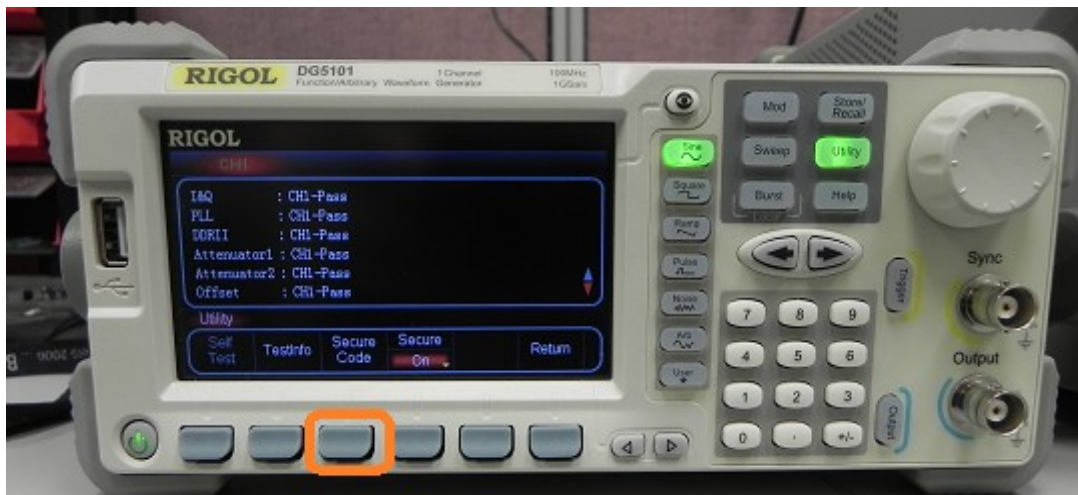 RIGOL DG5101 1 Channel 100MHz
Function/Arbitrary Waveform Generator 1GSa/s
RIGOL
CH1
I&Q : CH1-Pass
PLL : CH1-Pass
DDRII : CH1-Pass
Attenuator1 : CH1-Pass
Attenuator2 : CH1-Pass
Offset : CH1-Pass
Utility
Self Test
TestInfo
Secure Code
Secure
On
Return
Sine
Square
Ramp
Pulse
Noise
Arb
User
Mod
Store/
Recall
Sweep
Utility
Burst
Help
Local
Trigger
Sync
7 8 9
4 5 6
1 2 3
0 . +/-
Output
Output